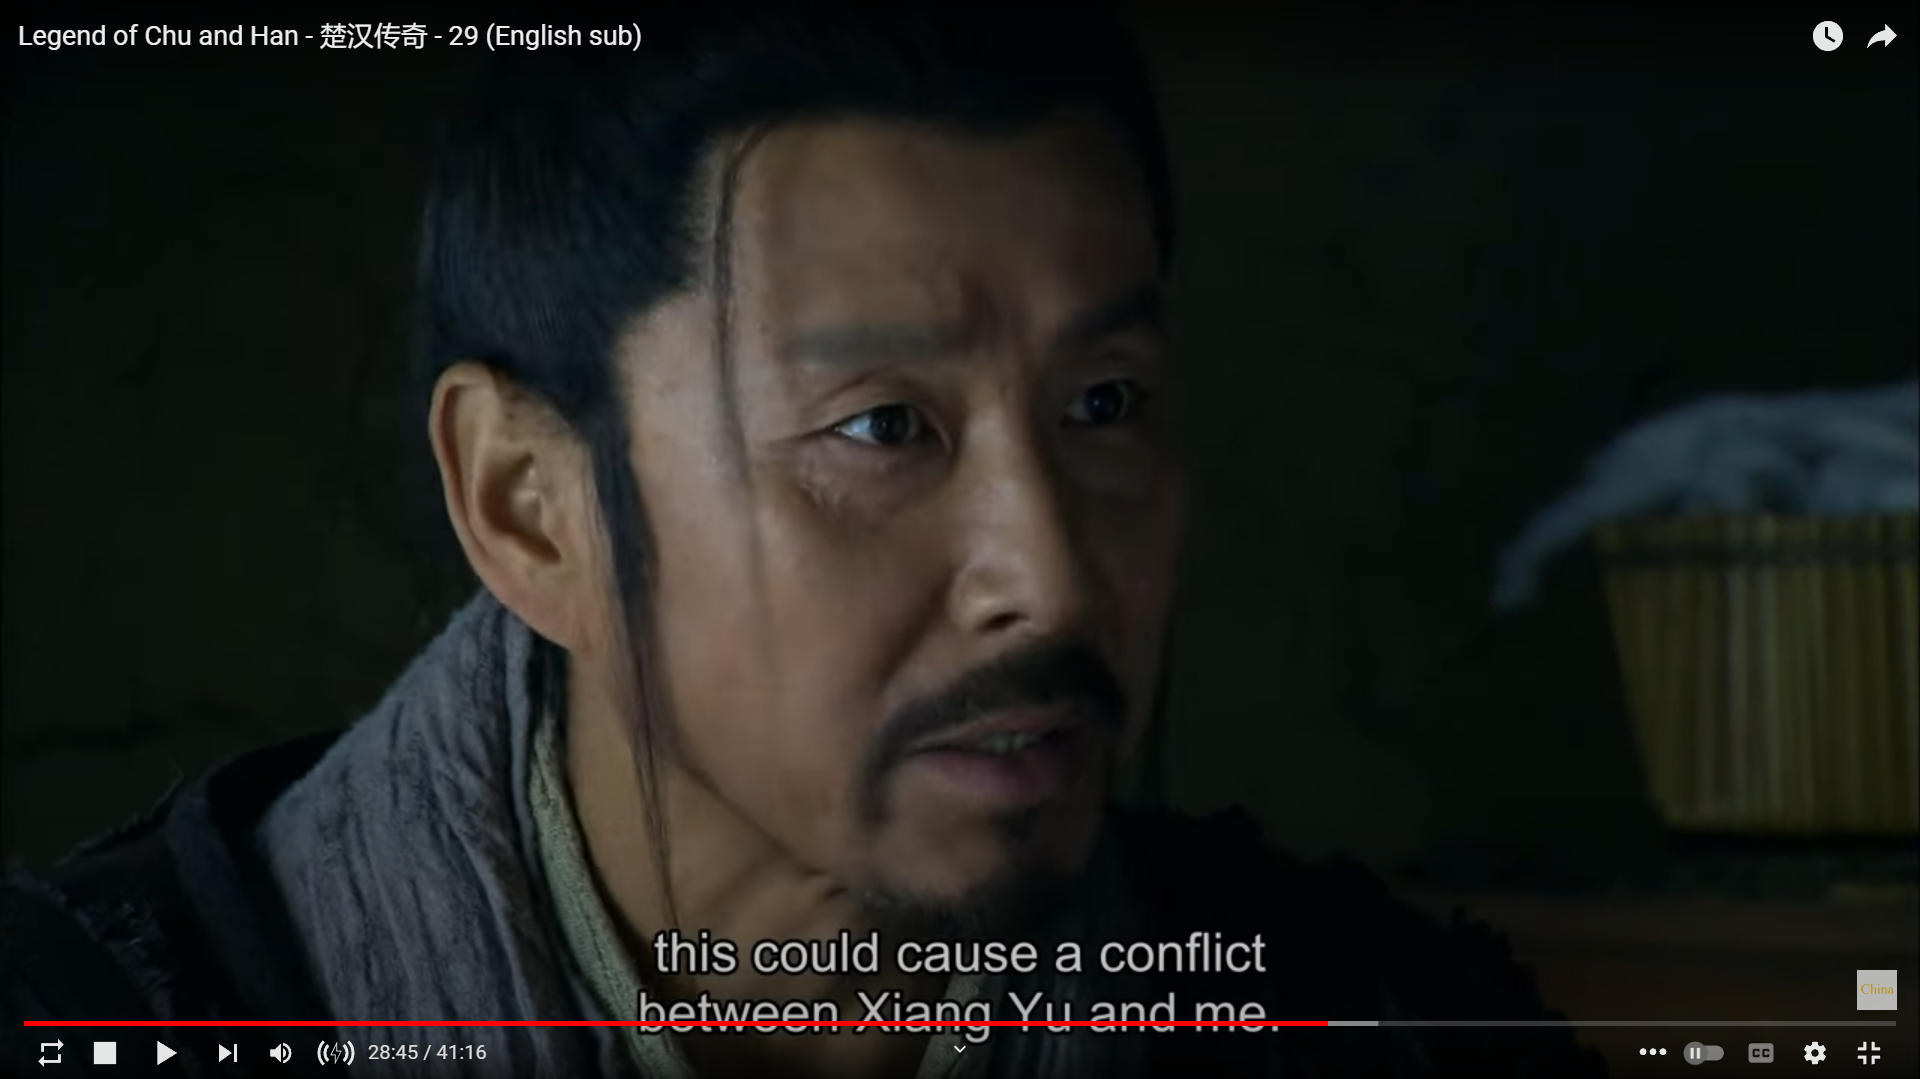 Legend of Chu and Han - 楚汉传奇 - 29 (English sub)
this could cause a conflict
between Xiang Yu and me.
China
28:45 / 41:16
CC